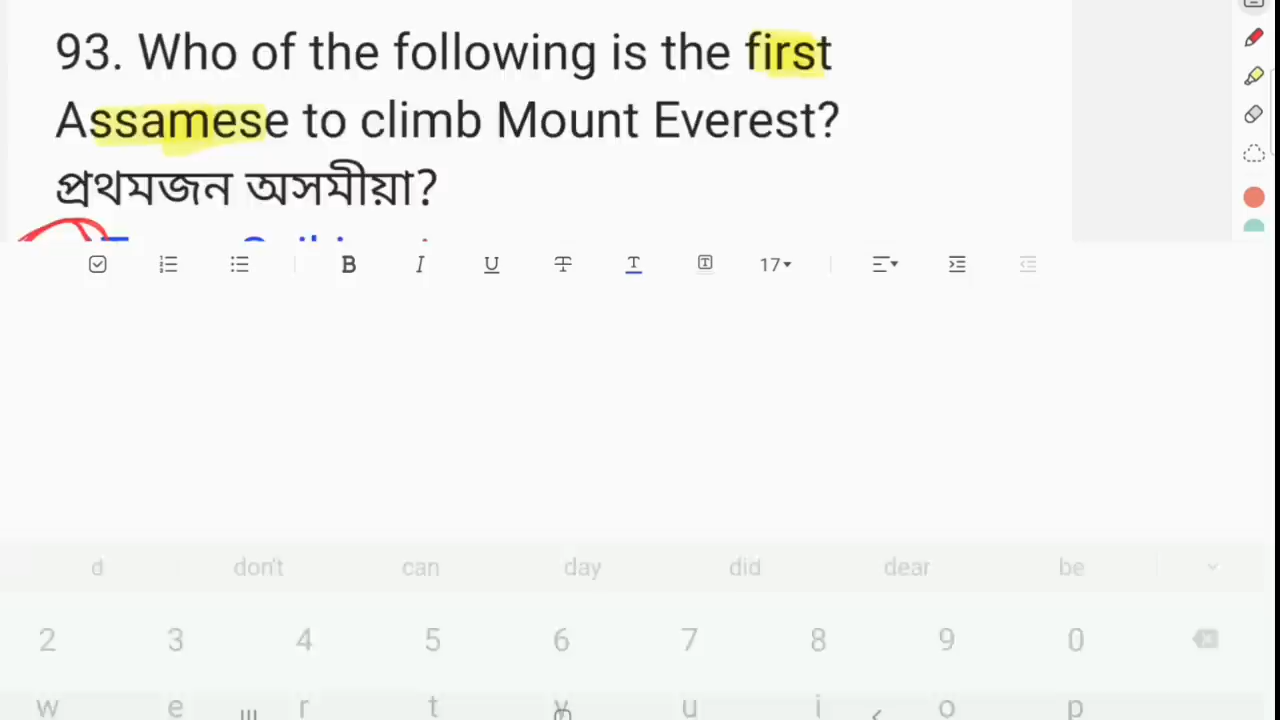 93. Who of the following is the first
Assamese to climb Mount Everest?
প্ৰথমজন অসমীয়া?
B I U T T T 17
d don't can day did dear be
2 3 4 5 6 7 8 9 0
w e r t y u i o p